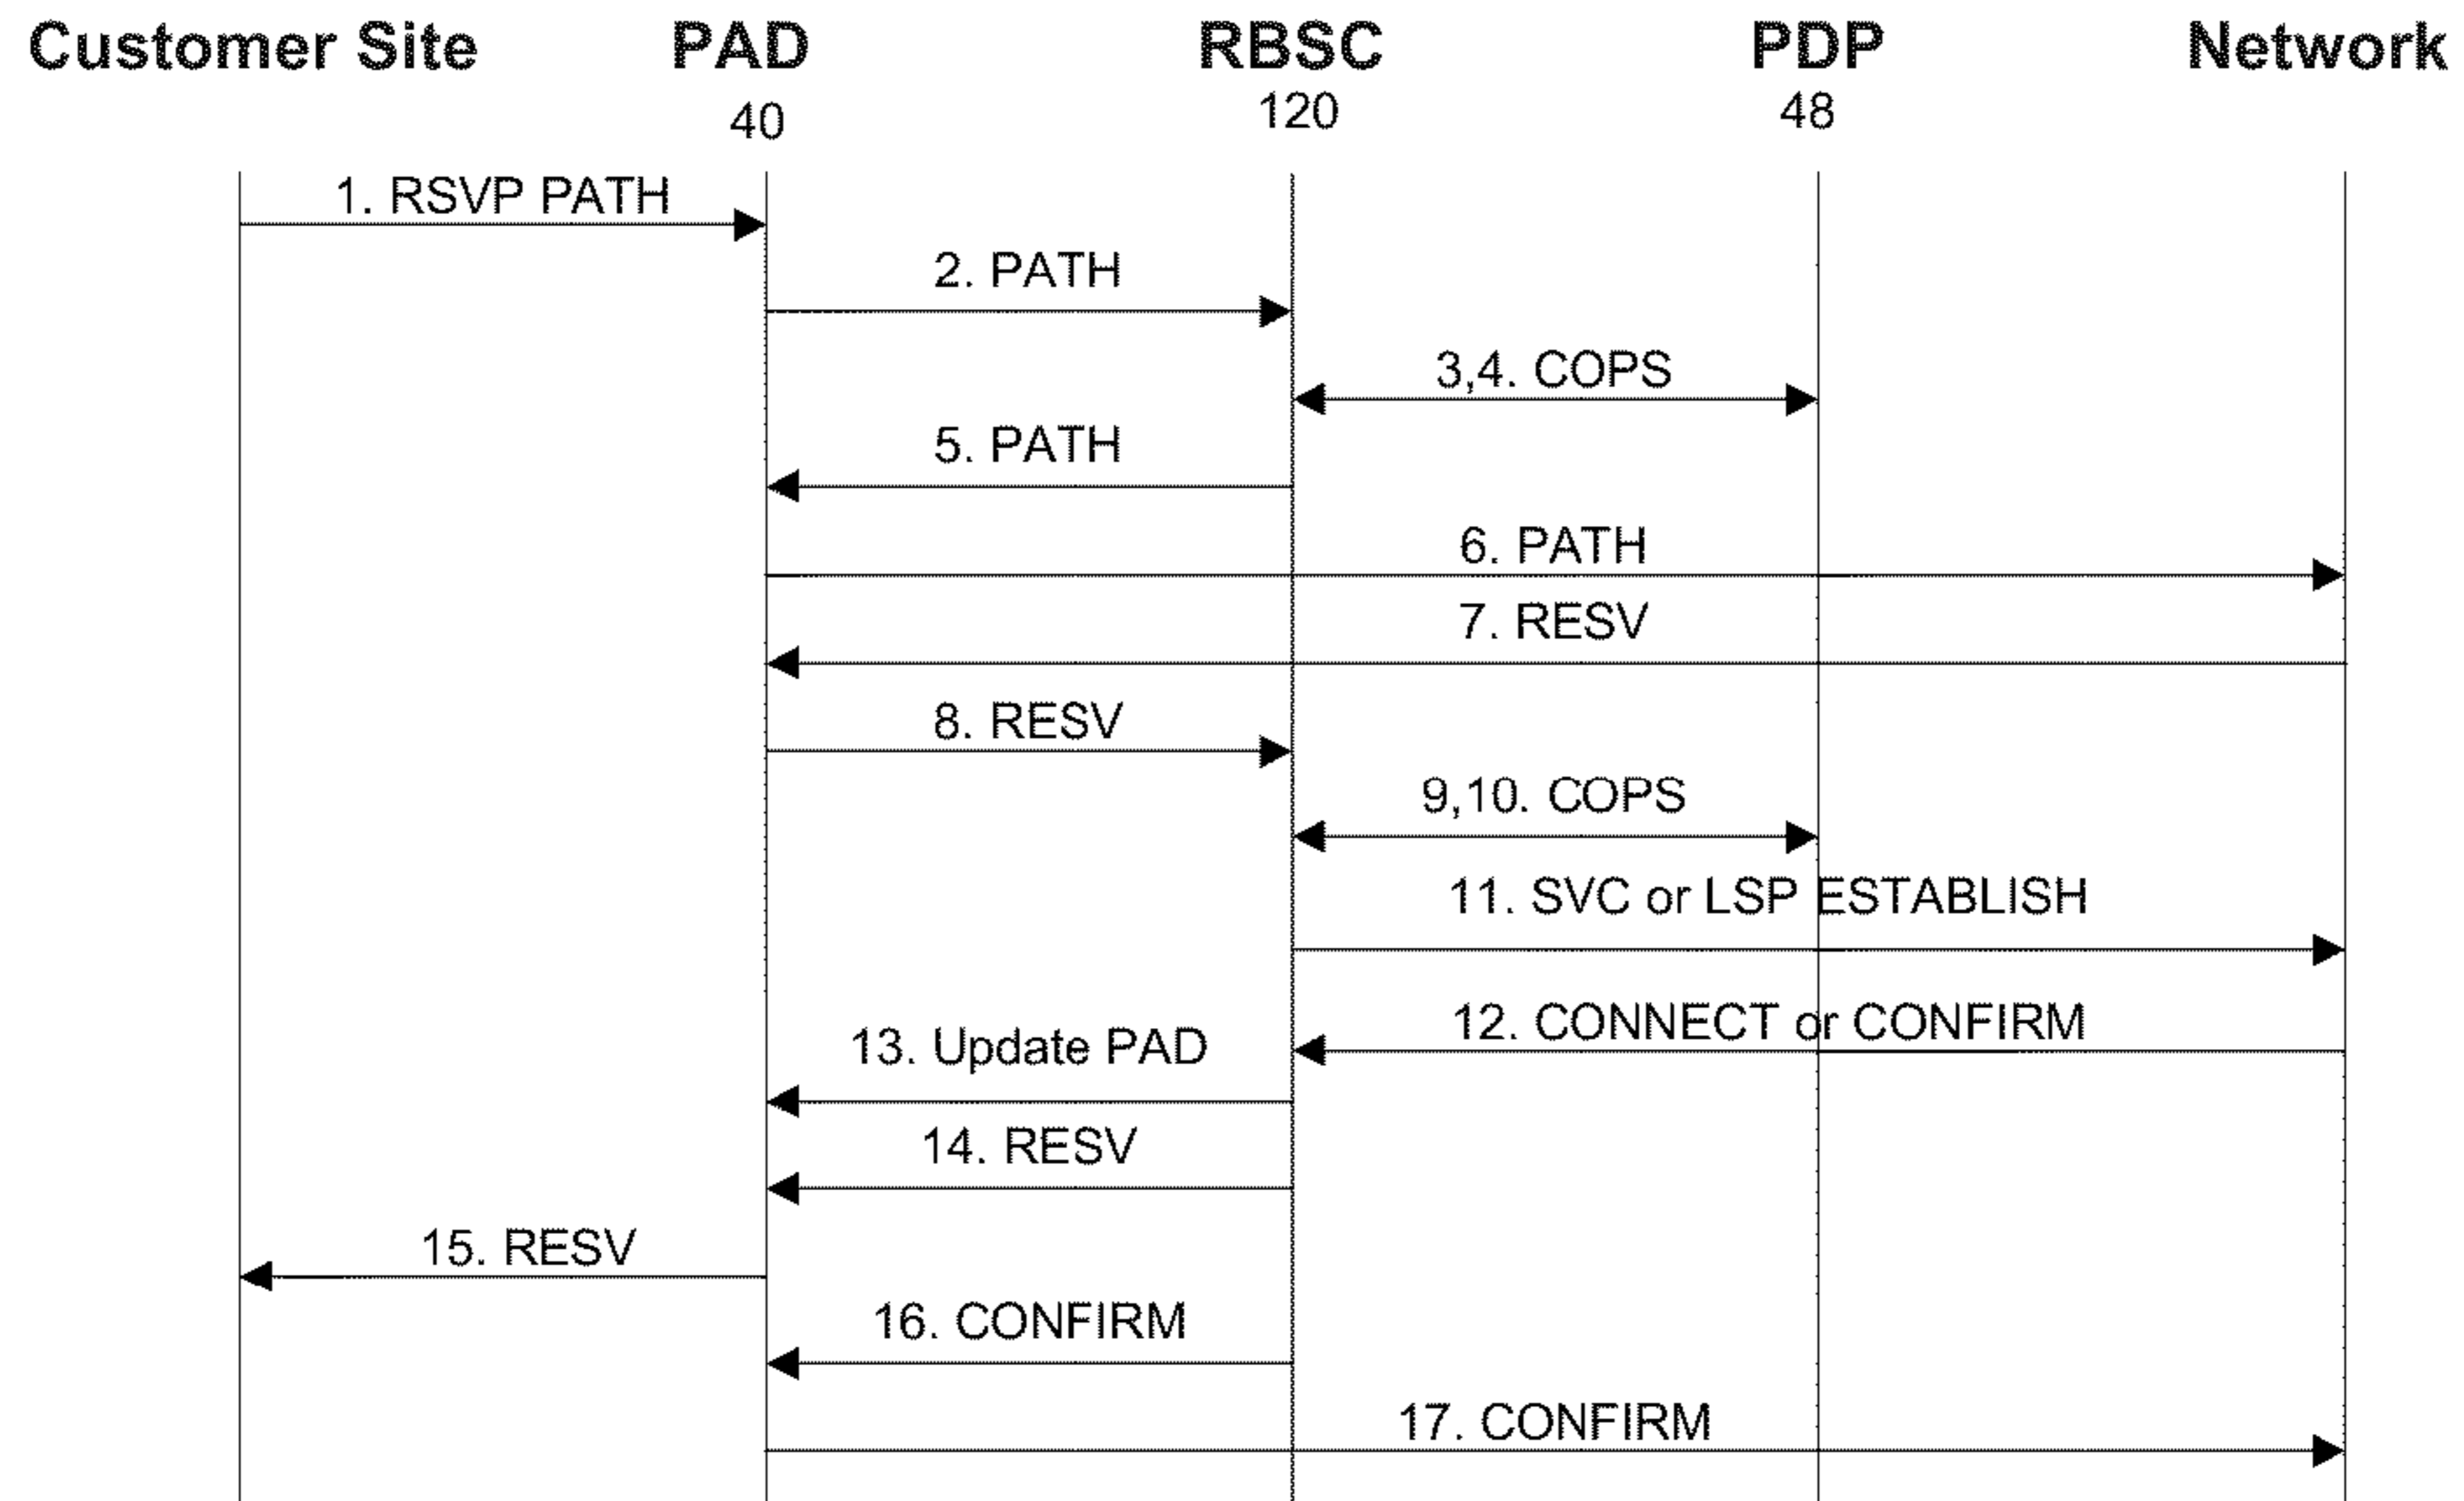 Customer Site
PAD
RBSC
PDP
Network
40
120
48
1. RSVP PATH
2. PATH
3,4. COPS
5. PATH
6. PATH
7. RESV
8. RESV
9,10. COPS
11. SVC or LSP ESTABLISH
12. CONNECT or CONFIRM
13. Update PAD
14. RESV
15. RESV
16. CONFIRM
17. CONFIRM